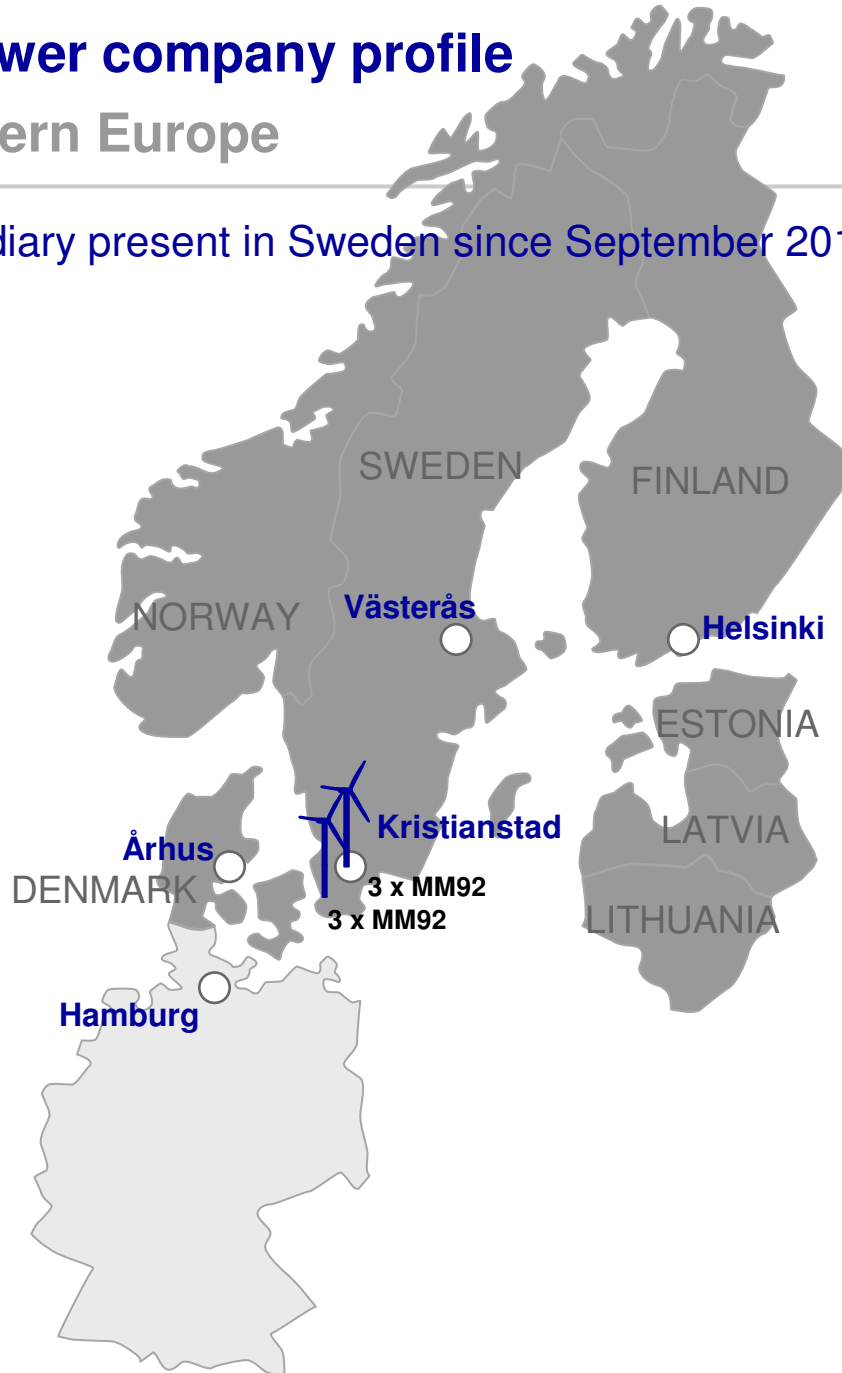 wer company profile
ern Europe
diary present in Sweden since September 201
SWEDEN
FINLAND
NORWAY
Västerås
Helsinki
ESTONIA
Kristianstad
LATVIA
Århus
DENMARK
3 x MM92
3 x MM92
LITHUANIA
Hamburg